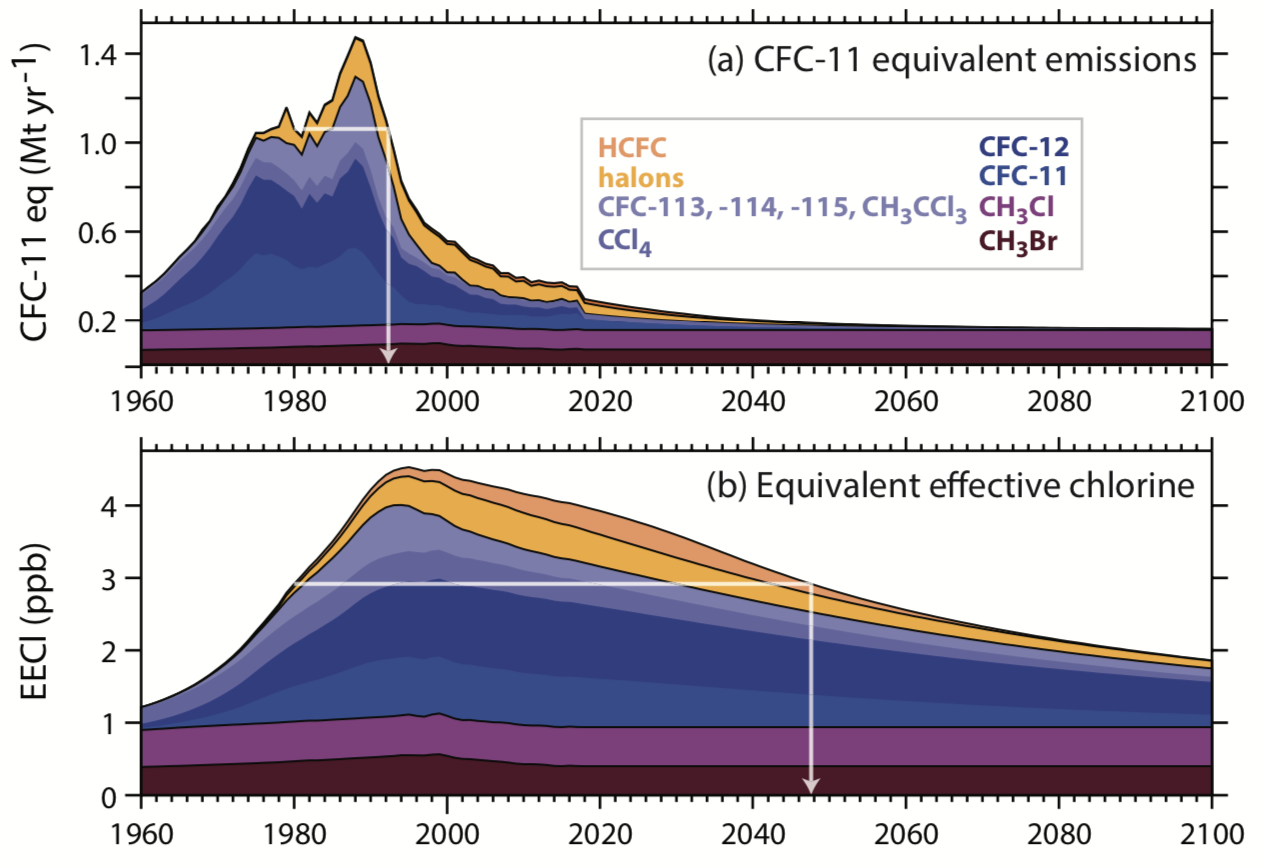 (a) CFC-11 equivalent emissions
CFC-11 eq (Mt yr⁻¹)
1.4
1.0
0.6
0.2
HCFC
halons
CFC-113, -114, -115, CH₃CCl₃
CCl₄
CFC-12
CFC-11
CH₃Cl
CH₃Br
1960 1980 2000 2020 2040 2060 2080 2100
(b) Equivalent effective chlorine
EECl (ppb)
4
3
2
1
0
1960 1980 2000 2020 2040 2060 2080 2100